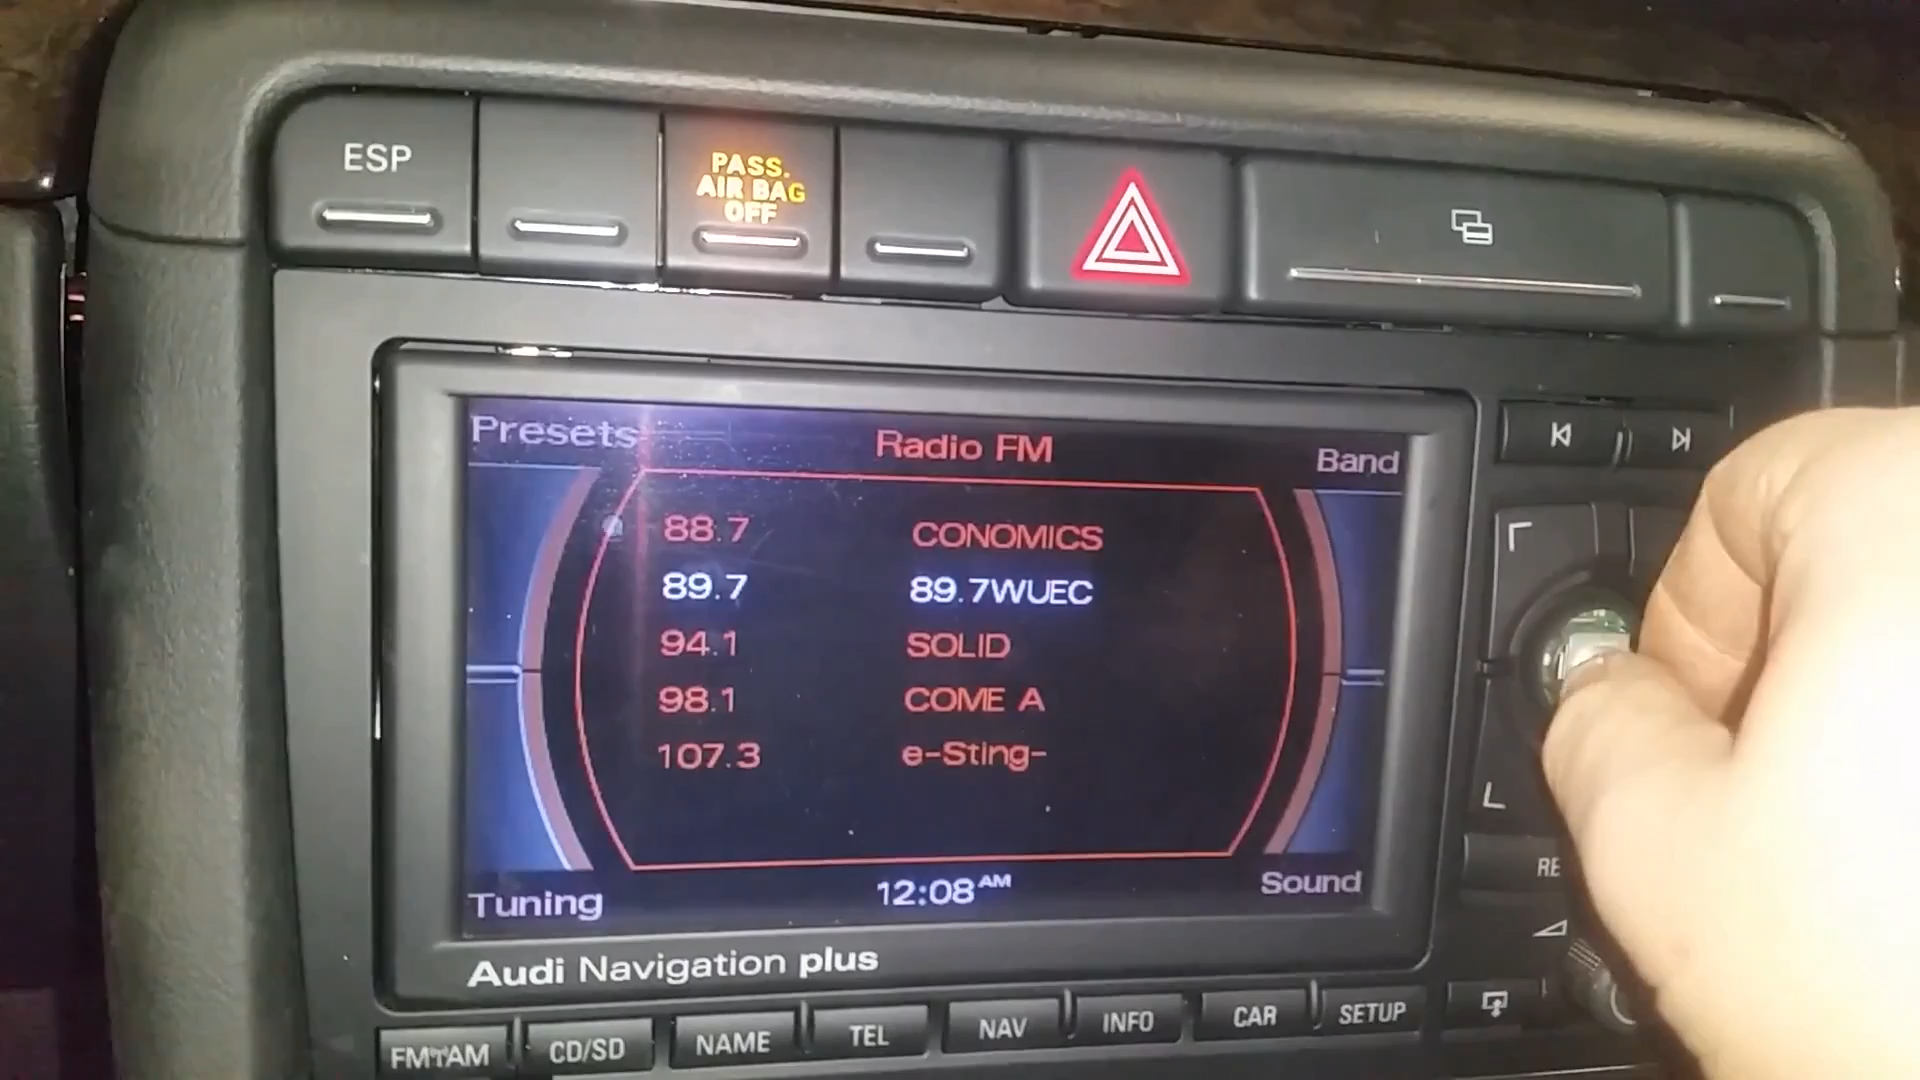 ESP
PASS.
AIR BAG
OFF
Presets
Radio FM
Band
88.7 CONOMICS
89.7 89.7WUEC
94.1 SOLID
98.1 COME A
107.3 e-Sting-
Tuning
12:08 AM
Sound
RE
Audi Navigation plus
FM AM
CD/SD
NAME
TEL
NAV
INFO
CAR
SETUP